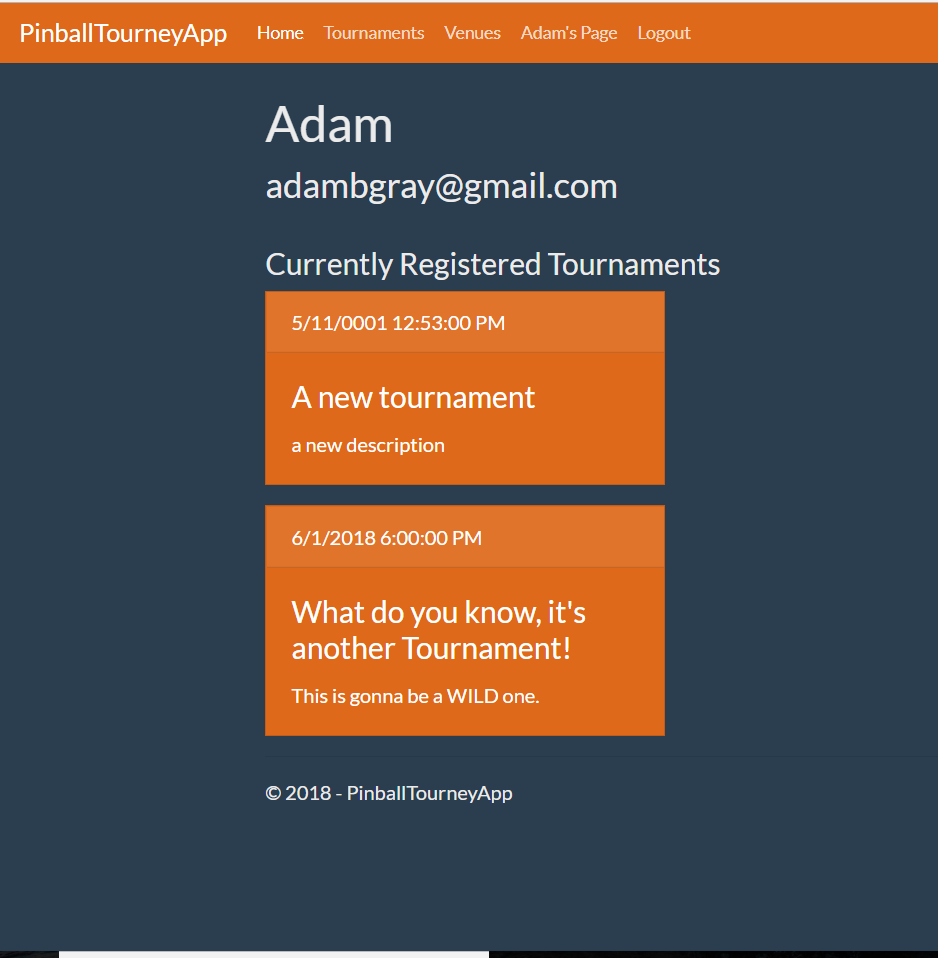 PinballTourneyApp Home Tournaments Venues Adam's Page Logout
Adam
adambgray@gmail.com
Currently Registered Tournaments
5/11/0001 12:53:00 PM
A new tournament
a new description
6/1/2018 6:00:00 PM
What do you know, it's
another Tournament!
This is gonna be a WILD one.
© 2018 - PinballTourneyApp